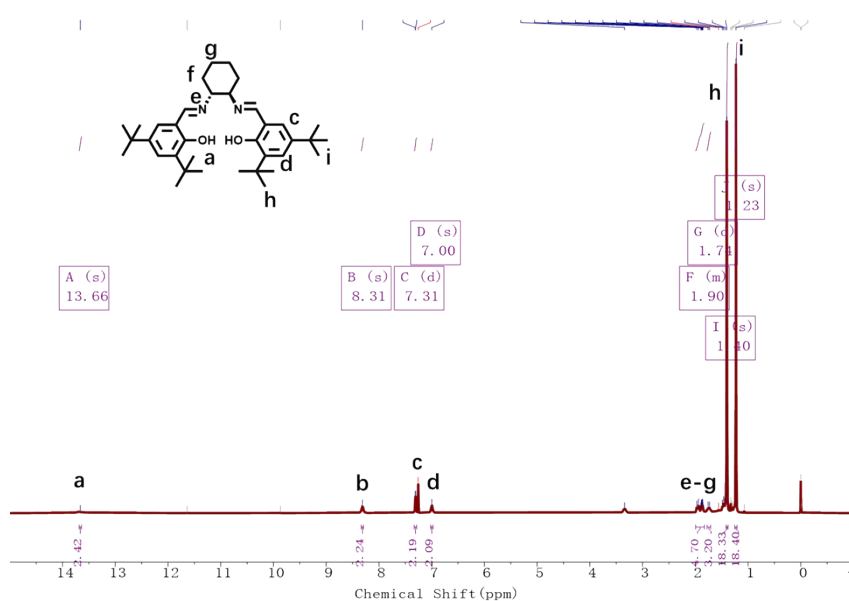 g
f
e
N
N
c
OH
HO
a
d
i
h
h
i
J (s)
1.23
D (s)
7.00
G (d)
1.74
A (s)
13.66
B (s)
8.31
C (d)
7.31
F (m)
1.90
I (s)
1.40
a
b
c
d
e-g
2.42
2.24
2.19
2.09
4.70
3.20
18.33
18.40
14 13 12 11 10 9 8 7 6 5 4 3 2 1 0
Chemical Shift(ppm)